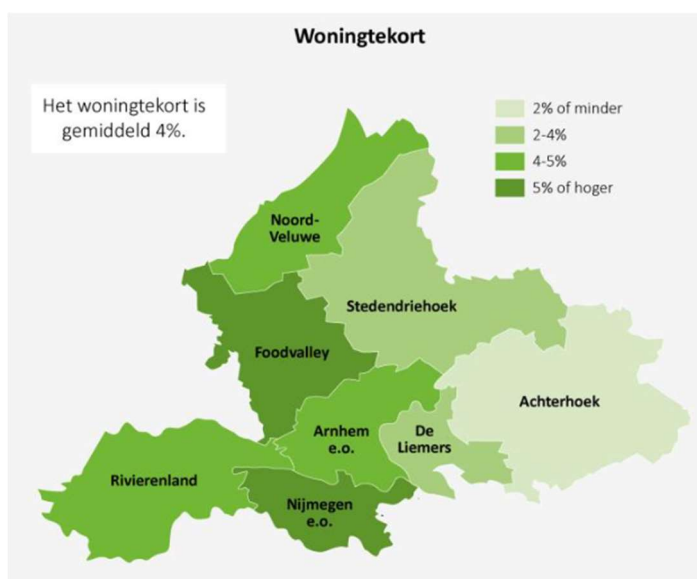 Woningtekort
Het woningtekort is
gemiddeld 4%.
2% of minder
2-4%
4-5%
5% of hoger
Noord-
Veluwe
Stedendriehoek
Foodvalley
Achterhoek
Arnhem
e.o.
De
Liemers
Rivierenland
Nijmegen
e.o.